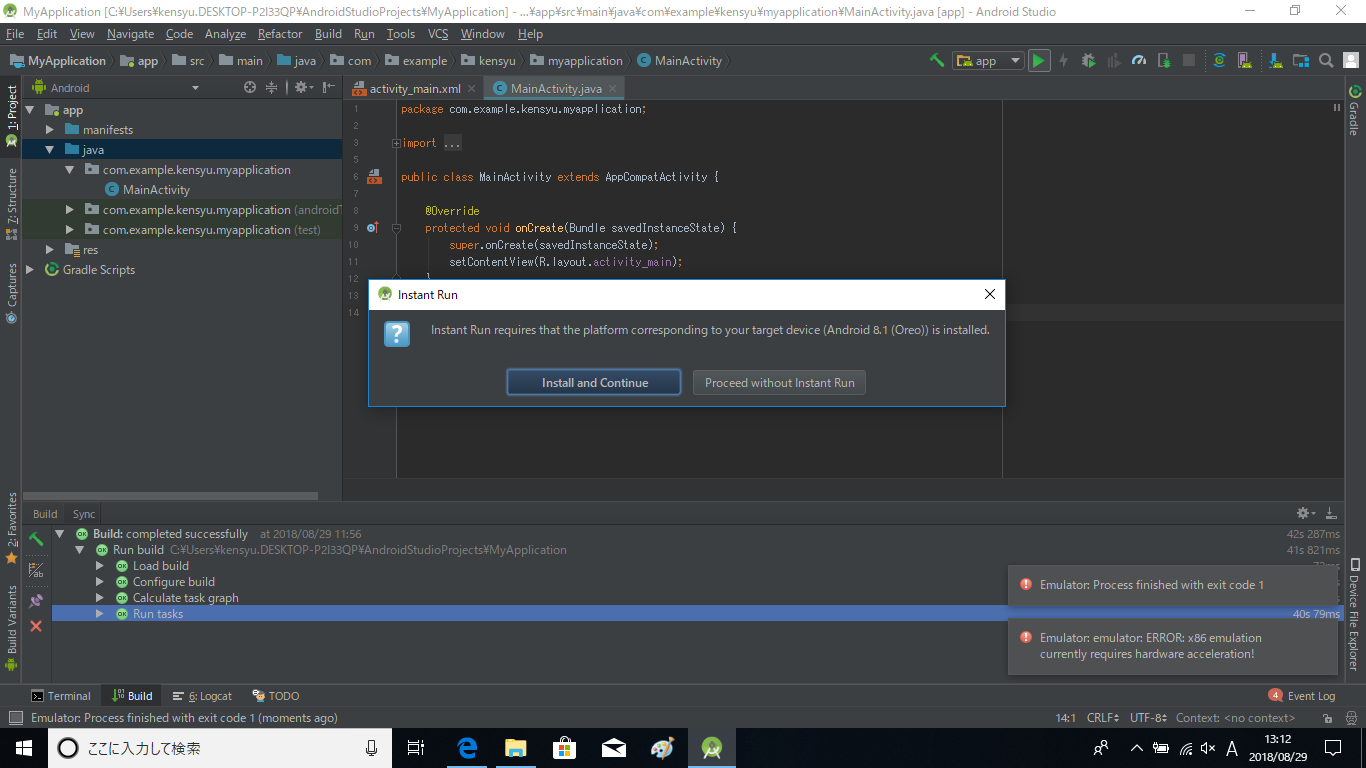 MyApplication [C:¥Users¥kensyu.DESKTOP-P2I33QP¥AndroidStudioProjects¥MyApplication] - ...¥app¥src¥main¥java¥com¥example¥kensyu¥myapplication¥MainActivity.java [app] - Android Studio
File Edit View Navigate Code Analyze Refactor Build Run Tools VCS Window Help
MyApplication app src main java com example kensyu myapplication MainActivity app
Android
activity_main.xml MainActivity.java
1: Project
7: Structure
Captures
2: Favorites
Build Variants
Gradle
Device File Explorer
app
manifests
java
com.example.kensyu.myapplication
MainActivity
com.example.kensyu.myapplication (android
com.example.kensyu.myapplication (test)
res
Gradle Scripts
1 package com.example.kensyu.myapplication;
2
3 import ...
5
6 public class MainActivity extends AppCompatActivity {
7
8 @Override
9 protected void onCreate(Bundle savedInstanceState) {
10 super.onCreate(savedInstanceState);
11 setContentView(R.layout.activity_main);
12 }
13
14
Instant Run
Instant Run requires that the platform corresponding to your target device (Android 8.1 (Oreo)) is installed.
Install and Continue Proceed without Instant Run
Build Sync
Build: completed successfully at 2018/08/29 11:56 42s 287ms
Run build C:¥Users¥kensyu.DESKTOP-P2I33QP¥AndroidStudioProjects¥MyApplication 41s 821ms
Load build
Configure build
Calculate task graph
Run tasks 40s 79ms
Emulator: Process finished with exit code 1
Emulator: emulator: ERROR: x86 emulation
currently requires hardware acceleration!
Terminal Build 6: Logcat TODO 4 Event Log
Emulator: Process finished with exit code 1 (moments ago) 14:1 CRLF UTF-8 Context: <no context>
ここに入力して検索 A 13:12
2018/08/29